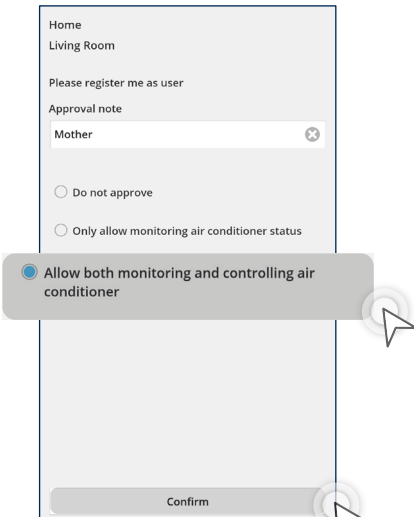 Home
Living Room
Please register me as user
Approval note
Mother
Do not approve
Only allow monitoring air conditioner status
Allow both monitoring and controlling air
conditioner
Confirm